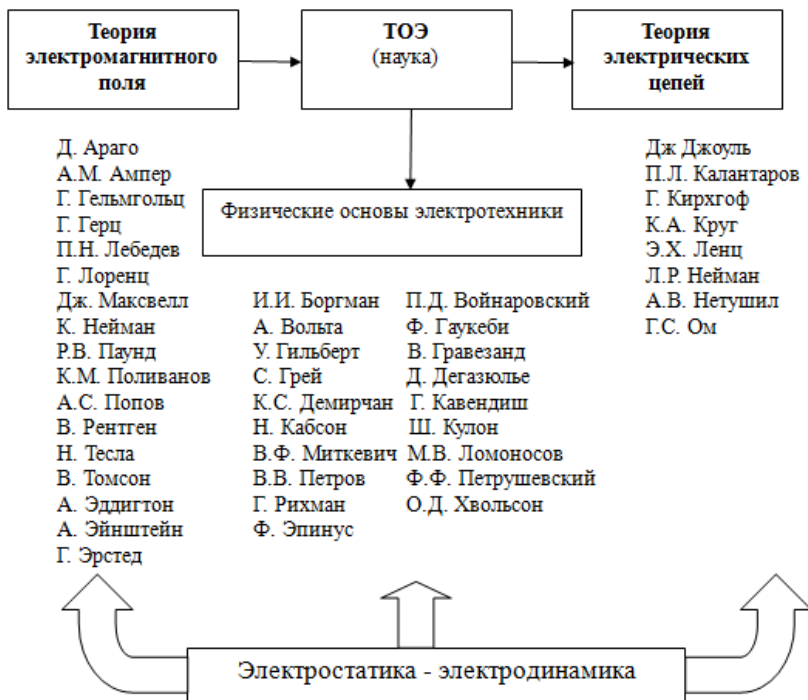 Теория
электромагнитного
поля
ТОЭ
(наука)
Теория
электрических
цепей
Физические основы электротехники
Д. Араго
А.М. Ампер
Г. Гельмгольц
Г. Герц
П.Н. Лебедев
Г. Лоренц
Дж. Максвелл
К. Нейман
Р.В. Паунд
К.М. Поливанов
А.С. Попов
В. Рентген
Н. Тесла
В. Томсон
А. Эддигтон
А. Эйнштейн
Г. Эрстед
И.И. Боргман
А. Вольта
У. Гильберт
С. Грей
К.С. Демирчан
Н. Кабсон
В.Ф. Миткевич
В.В. Петров
Г. Рихман
Ф. Эпинус
П.Д. Войнаровский
Ф. Гаукеби
В. Гравезанд
Д. Дегазюлье
Г. Кавендиш
Ш. Кулон
М.В. Ломоносов
Ф.Ф. Петрушевский
О.Д. Хвольсон
Дж Джоуль
П.Л. Калантаров
Г. Кирхгоф
К.А. Круг
Э.Х. Ленц
Л.Р. Нейман
А.В. Нетушил
Г.С. Ом
Электростатика - электродинамика